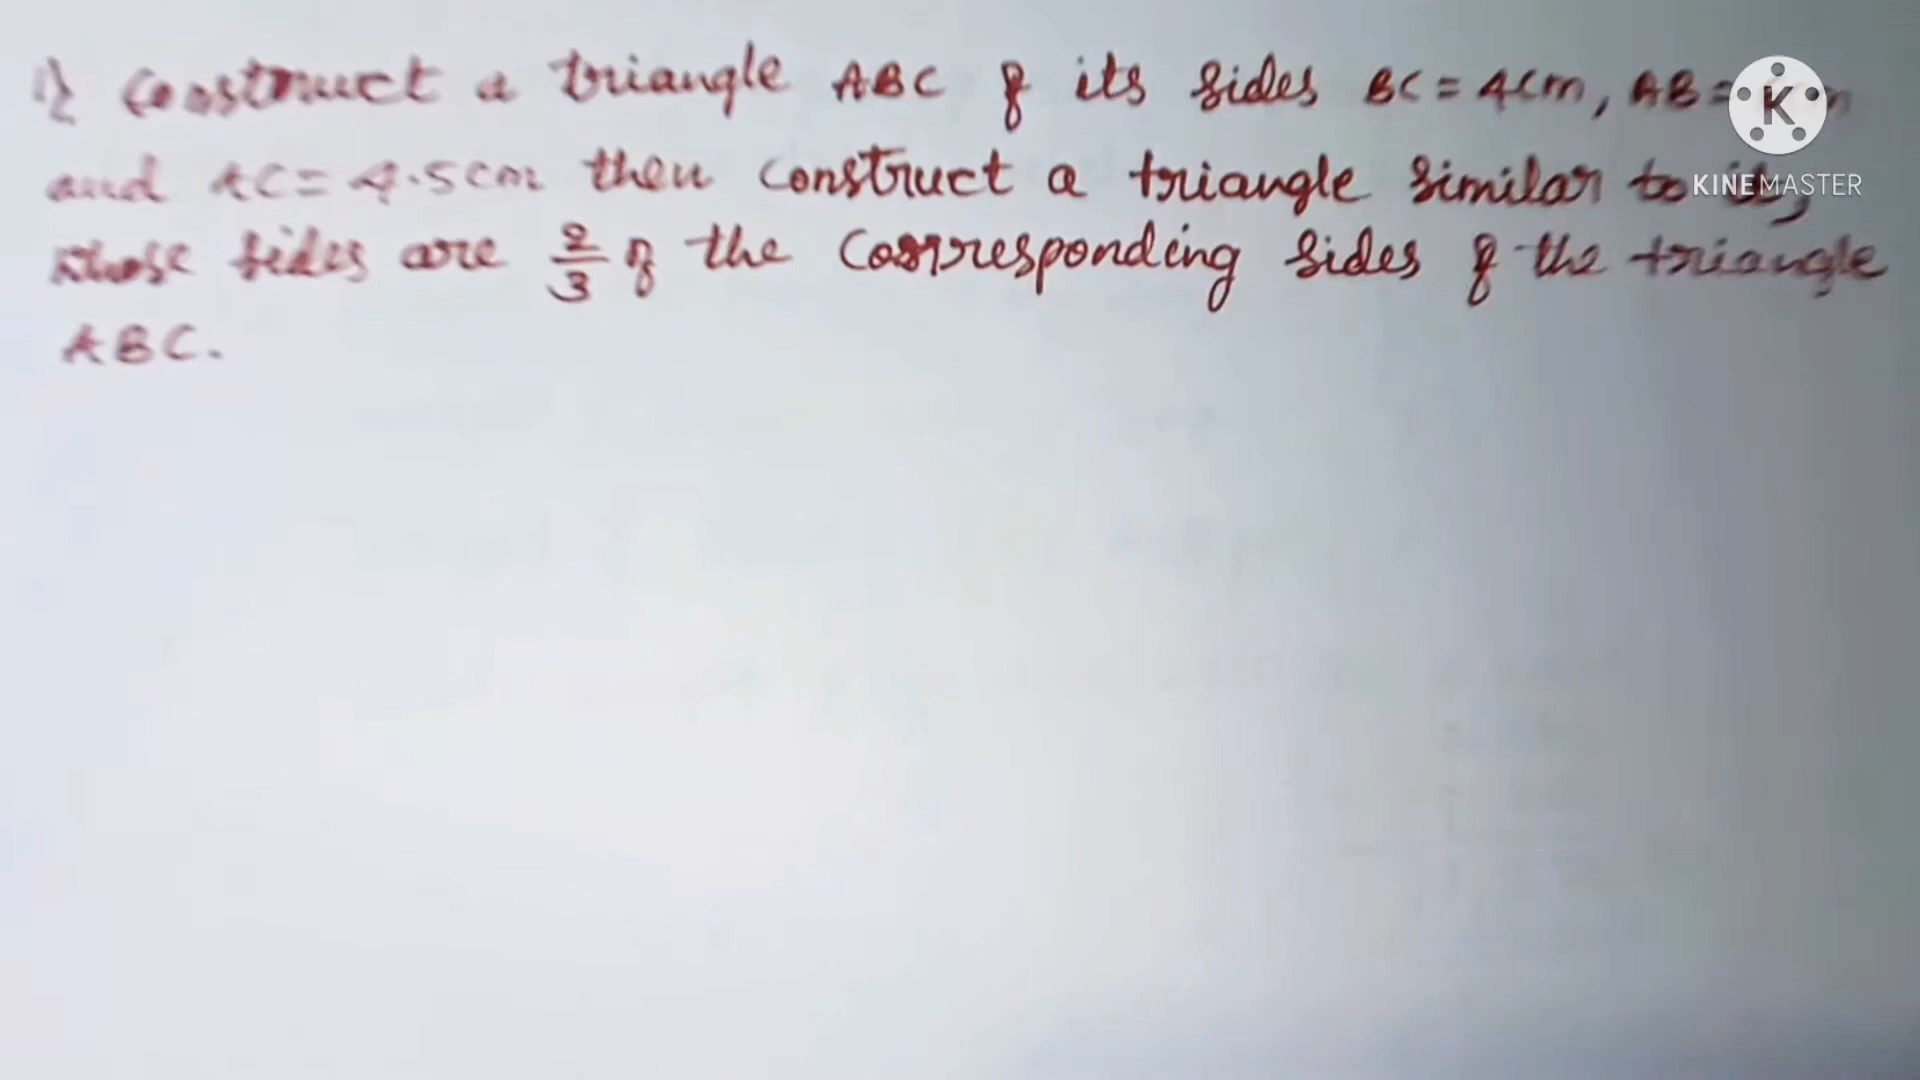 1) Construct a triangle ABC of its sides BC = 4cm, AB =
and AC = 4.5cm then construct a triangle similar to it,
whose sides are 2/3 of the Corresponding sides of the triangle
ABC.
K
KINEMASTER